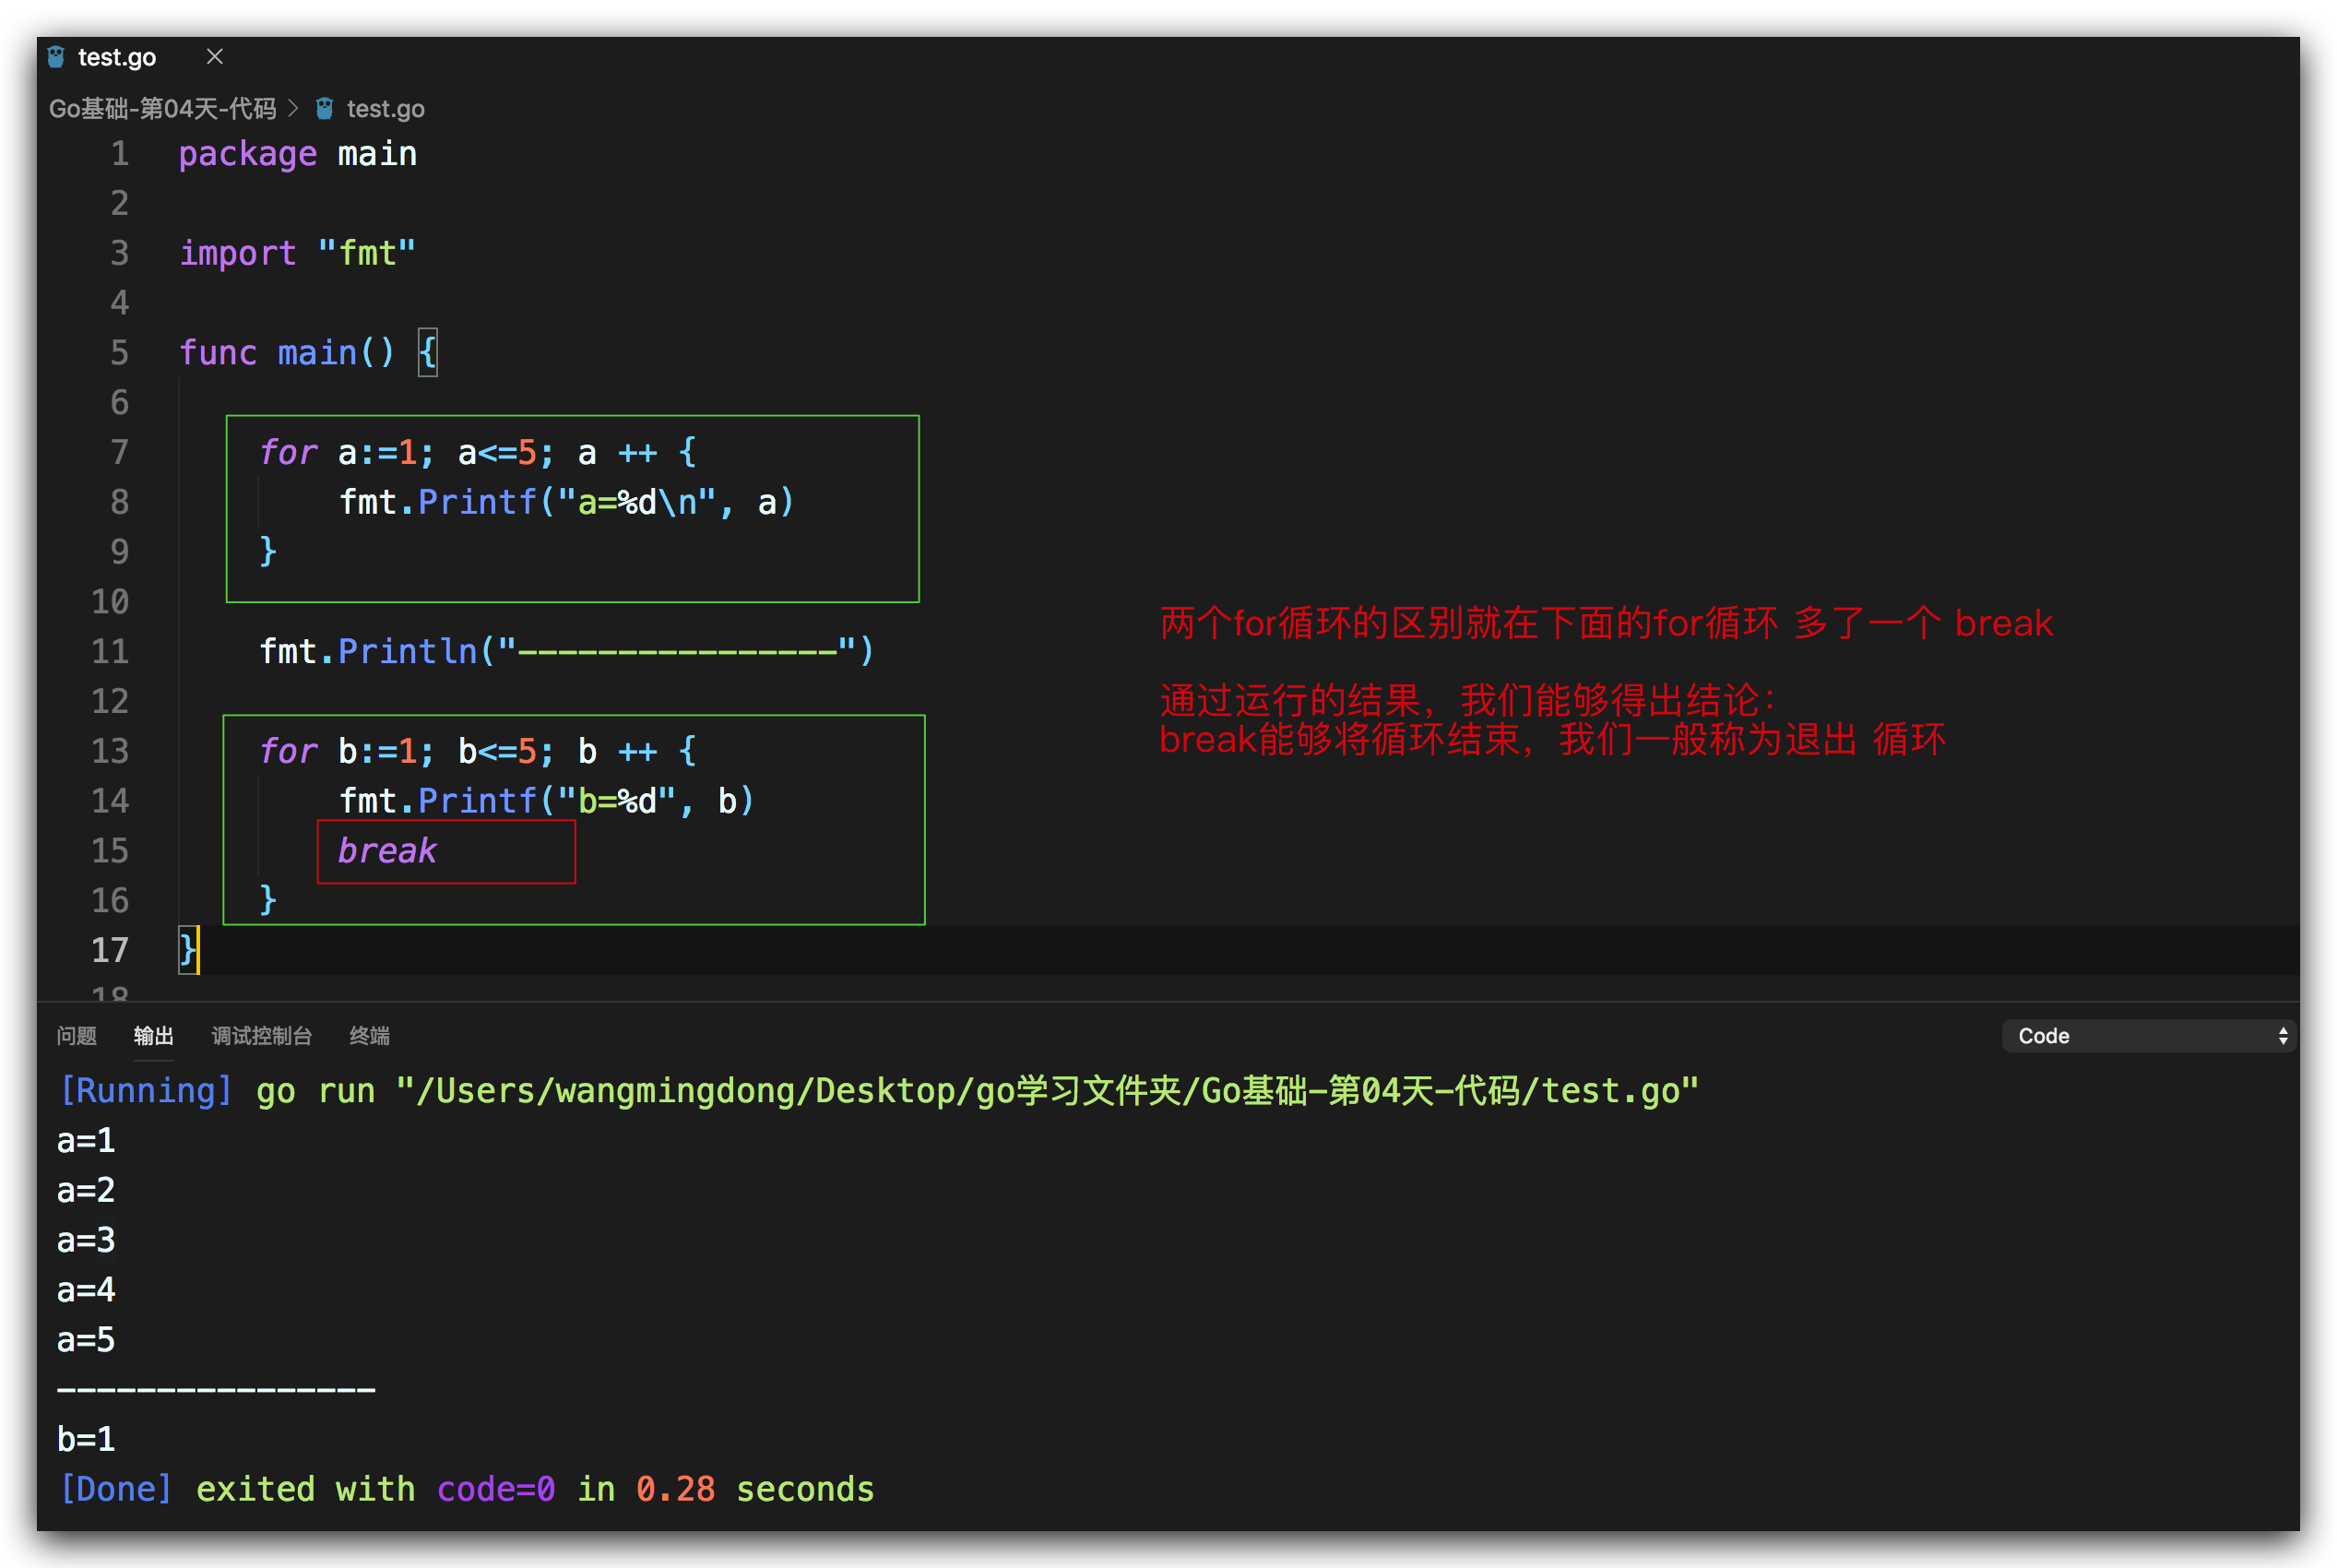 test.go
Go基础-第04天-代码 > test.go
1 package main
2
3 import "fmt"
4
5 func main() {
6
7 for a:=1; a<=5; a ++ {
8 fmt.Printf("a=%d\n", a)
9 }
10
11 fmt.Println("----------------")
12
13 for b:=1; b<=5; b ++ {
14 fmt.Printf("b=%d", b)
15 break
16 }
17 }
18
两个for循环的区别就在下面的for循环 多了一个 break
通过运行的结果，我们能够得出结论：
break能够将循环结束，我们一般称为退出 循环
问题 输出 调试控制台 终端 Code
[Running] go run "/Users/wangmingdong/Desktop/go学习文件夹/Go基础-第04天-代码/test.go"
a=1
a=2
a=3
a=4
a=5
----------------
b=1
[Done] exited with code=0 in 0.28 seconds